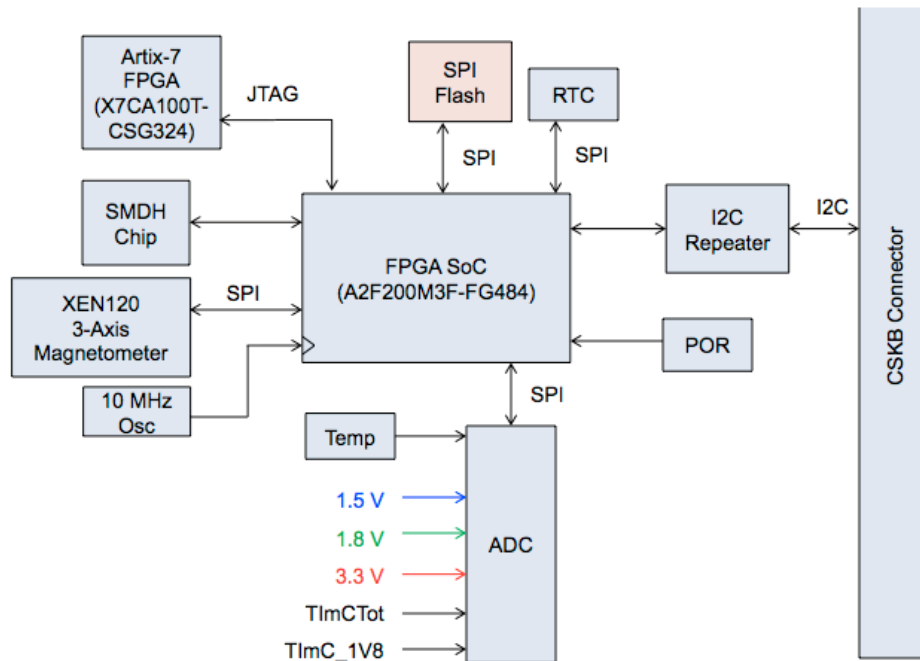 Artix-7
FPGA
(X7CA100T-
CSG324)
JTAG
SPI
Flash
RTC
SPI
SPI
SMDH
Chip
FPGA SoC
(A2F200M3F-FG484)
I2C
Repeater
I2C
CSKB Connector
XEN120
3-Axis
Magnetometer
SPI
POR
10 MHz
Osc
SPI
Temp
ADC
1.5 V
1.8 V
3.3 V
TImCTot
TImC_1V8